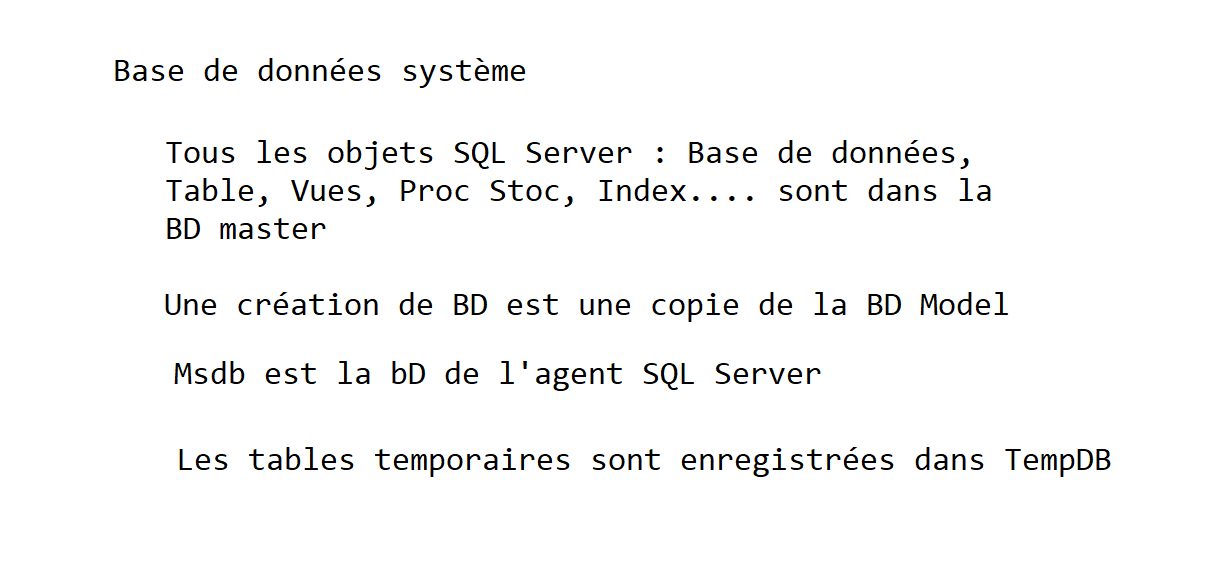 Base de données système
Tous les objets SQL Server : Base de données,
Table, Vues, Proc Stoc, Index.... sont dans la
BD master
Une création de BD est une copie de la BD Model
Msdb est la bD de l'agent SQL Server
Les tables temporaires sont enregistrées dans TempDB